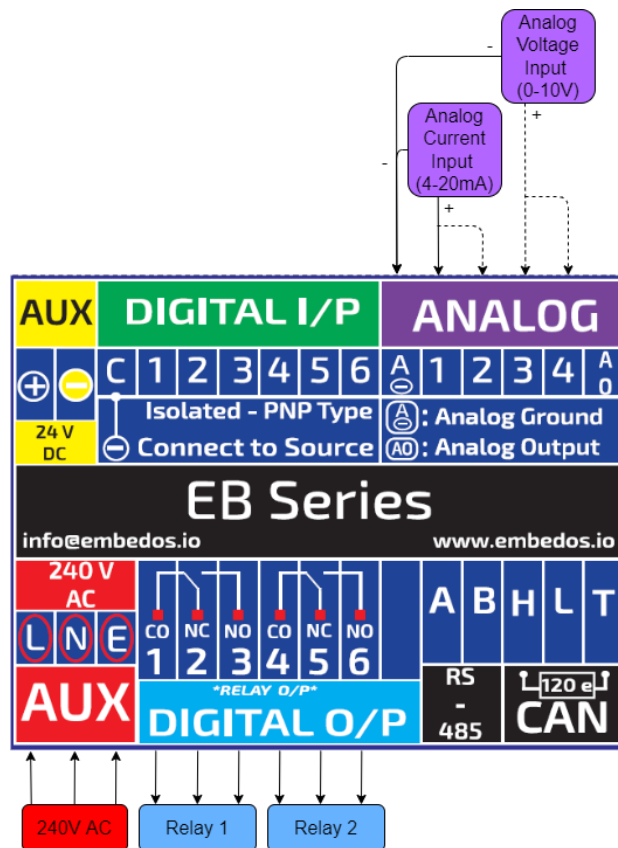 Analog
Voltage
Input
(0-10V)
-
+
Analog
Current
Input
(4-20mA)
-
+
AUX
DIGITAL I/P
ANALOG
+ - C 1 2 3 4 5 6 A - 1 2 3 4 A O
24 V
DC
Isolated - PNP Type
- Connect to Source
A - : Analog Ground
AO : Analog Output
EB Series
info@embedos.io
www.embedos.io
240 V
AC
L N E
AUX
CO NC NO CO NC NO
1 2 3 4 5 6
*RELAY O/P*
DIGITAL O/P
A B H L T
RS
-
485
120 e
CAN
240V AC
Relay 1
Relay 2